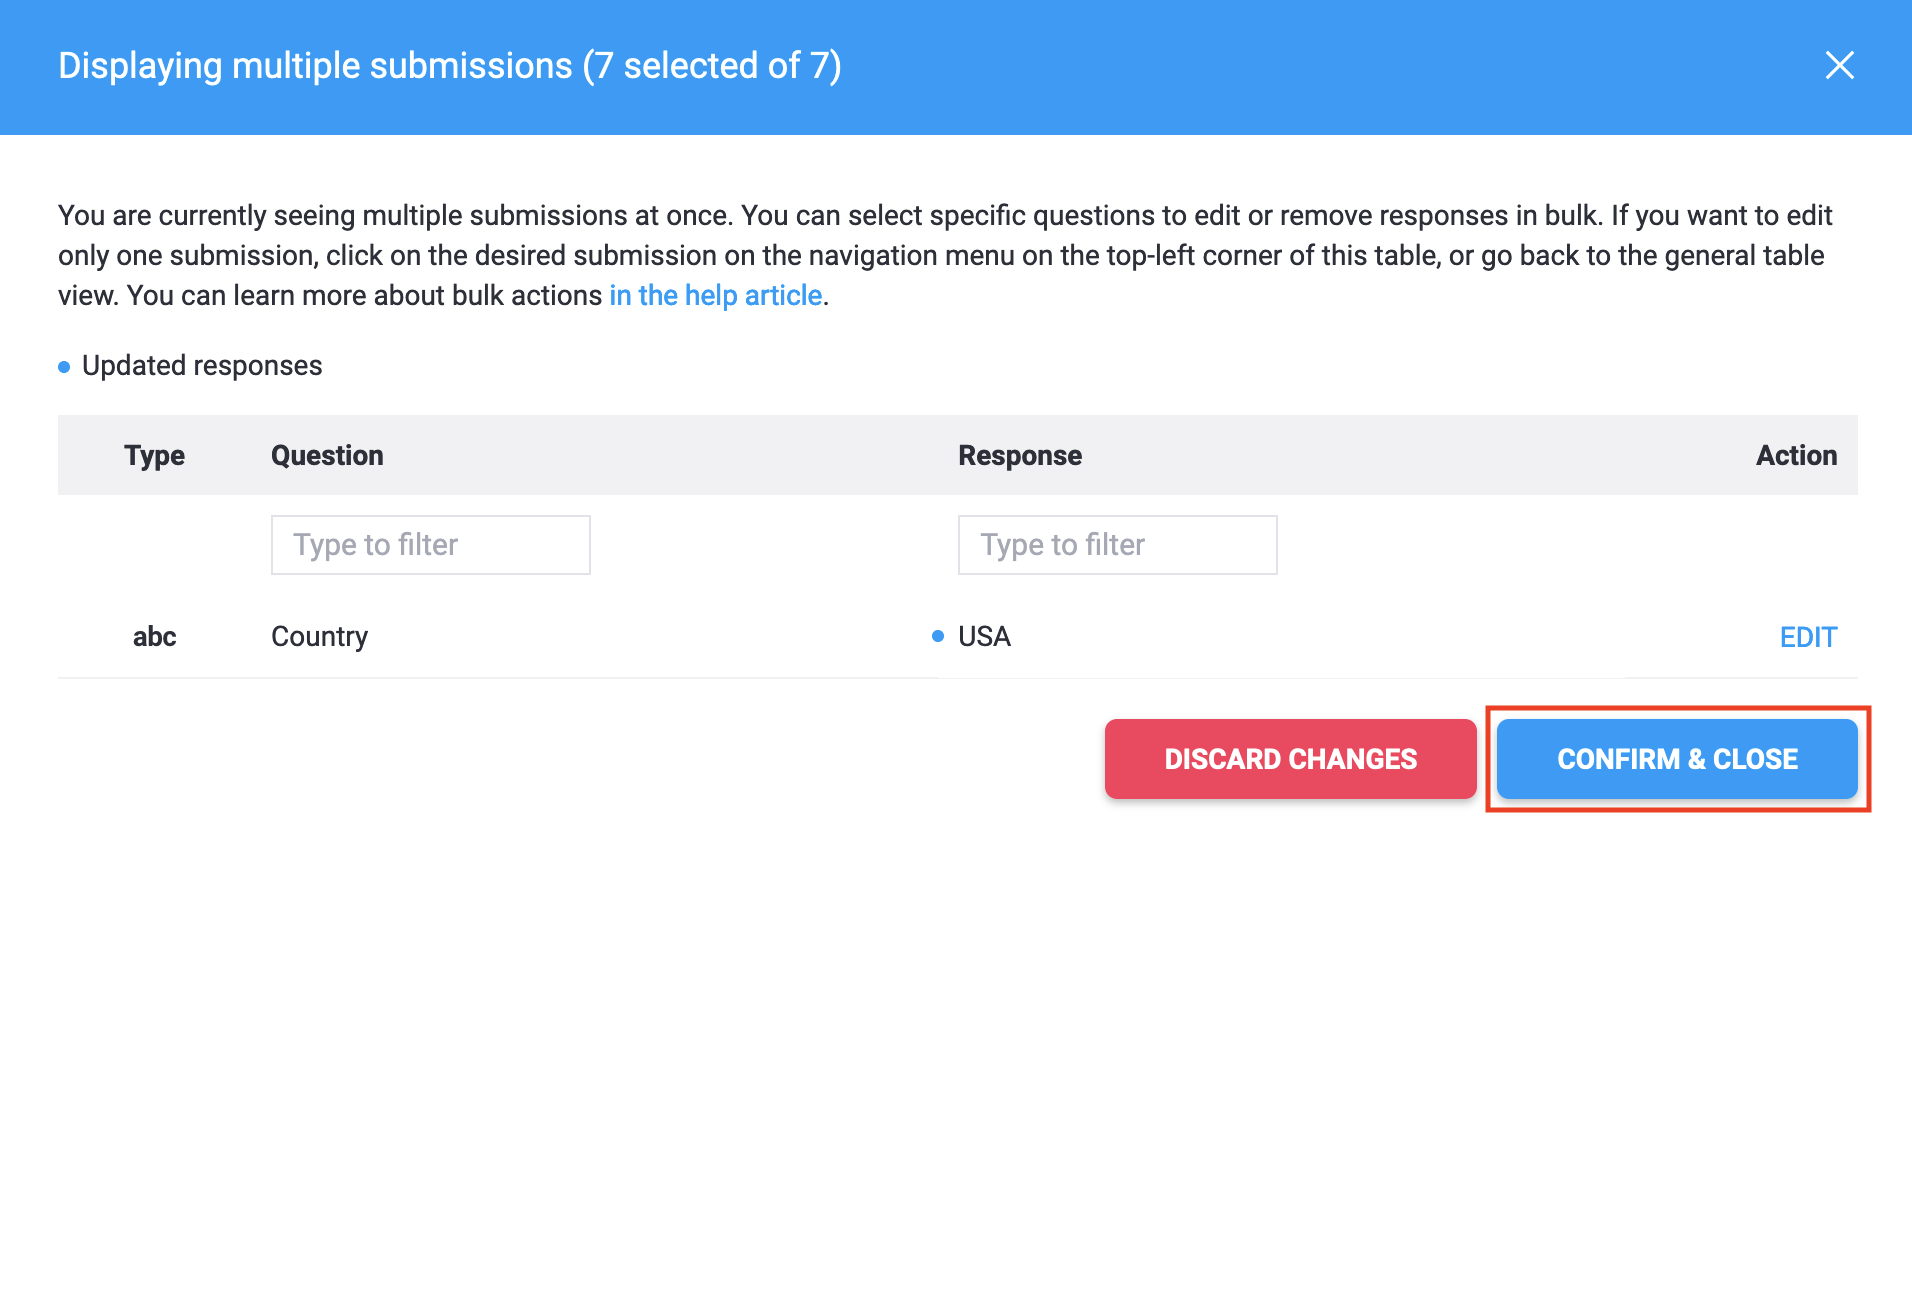 Displaying multiple submissions (7 selected of 7)
You are currently seeing multiple submissions at once. You can select specific questions to edit or remove responses in bulk. If you want to edit
only one submission, click on the desired submission on the navigation menu on the top-left corner of this table, or go back to the general table
view. You can learn more about bulk actions in the help article.
Updated responses
Type Question Response Action
Type to filter Type to filter
abc Country USA EDIT
DISCARD CHANGES CONFIRM & CLOSE